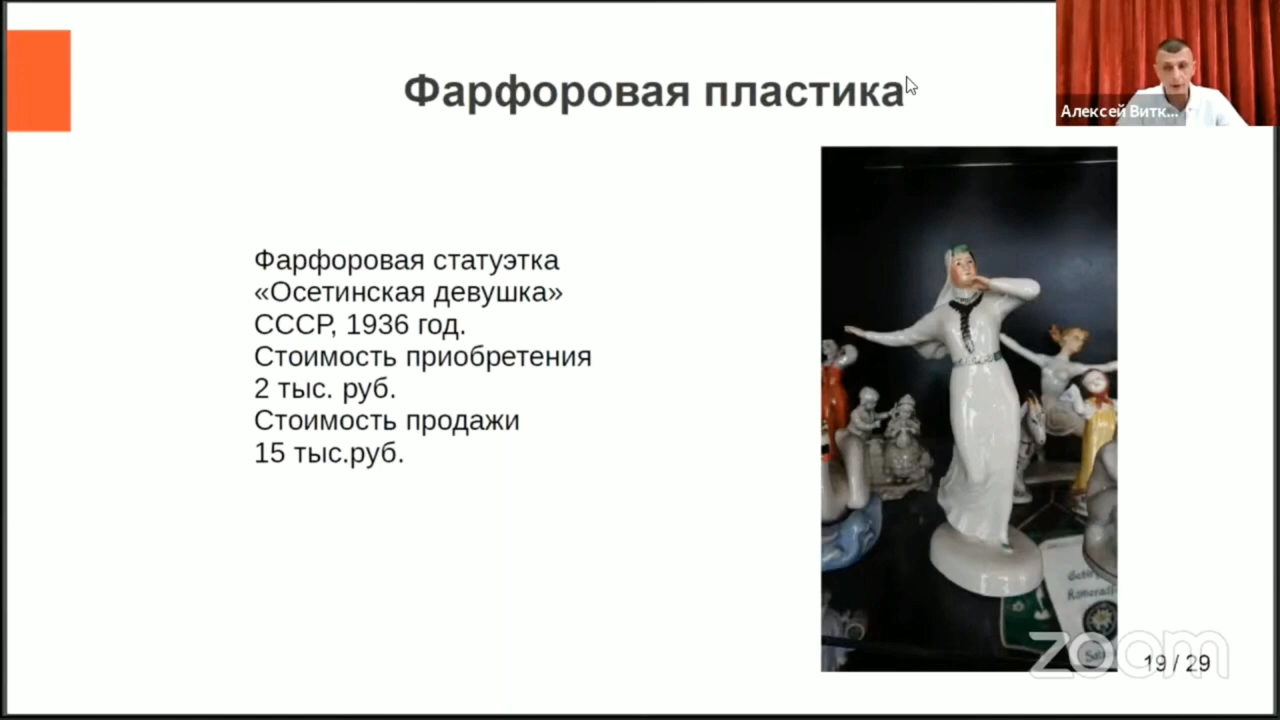 Фарфоровая пластика
Алексей Витк...
Фарфоровая статуэтка
«Осетинская девушка»
СССР, 1936 год.
Стоимость приобретения
2 тыс. руб.
Стоимость продажи
15 тыс.руб.
zoom
19 / 29